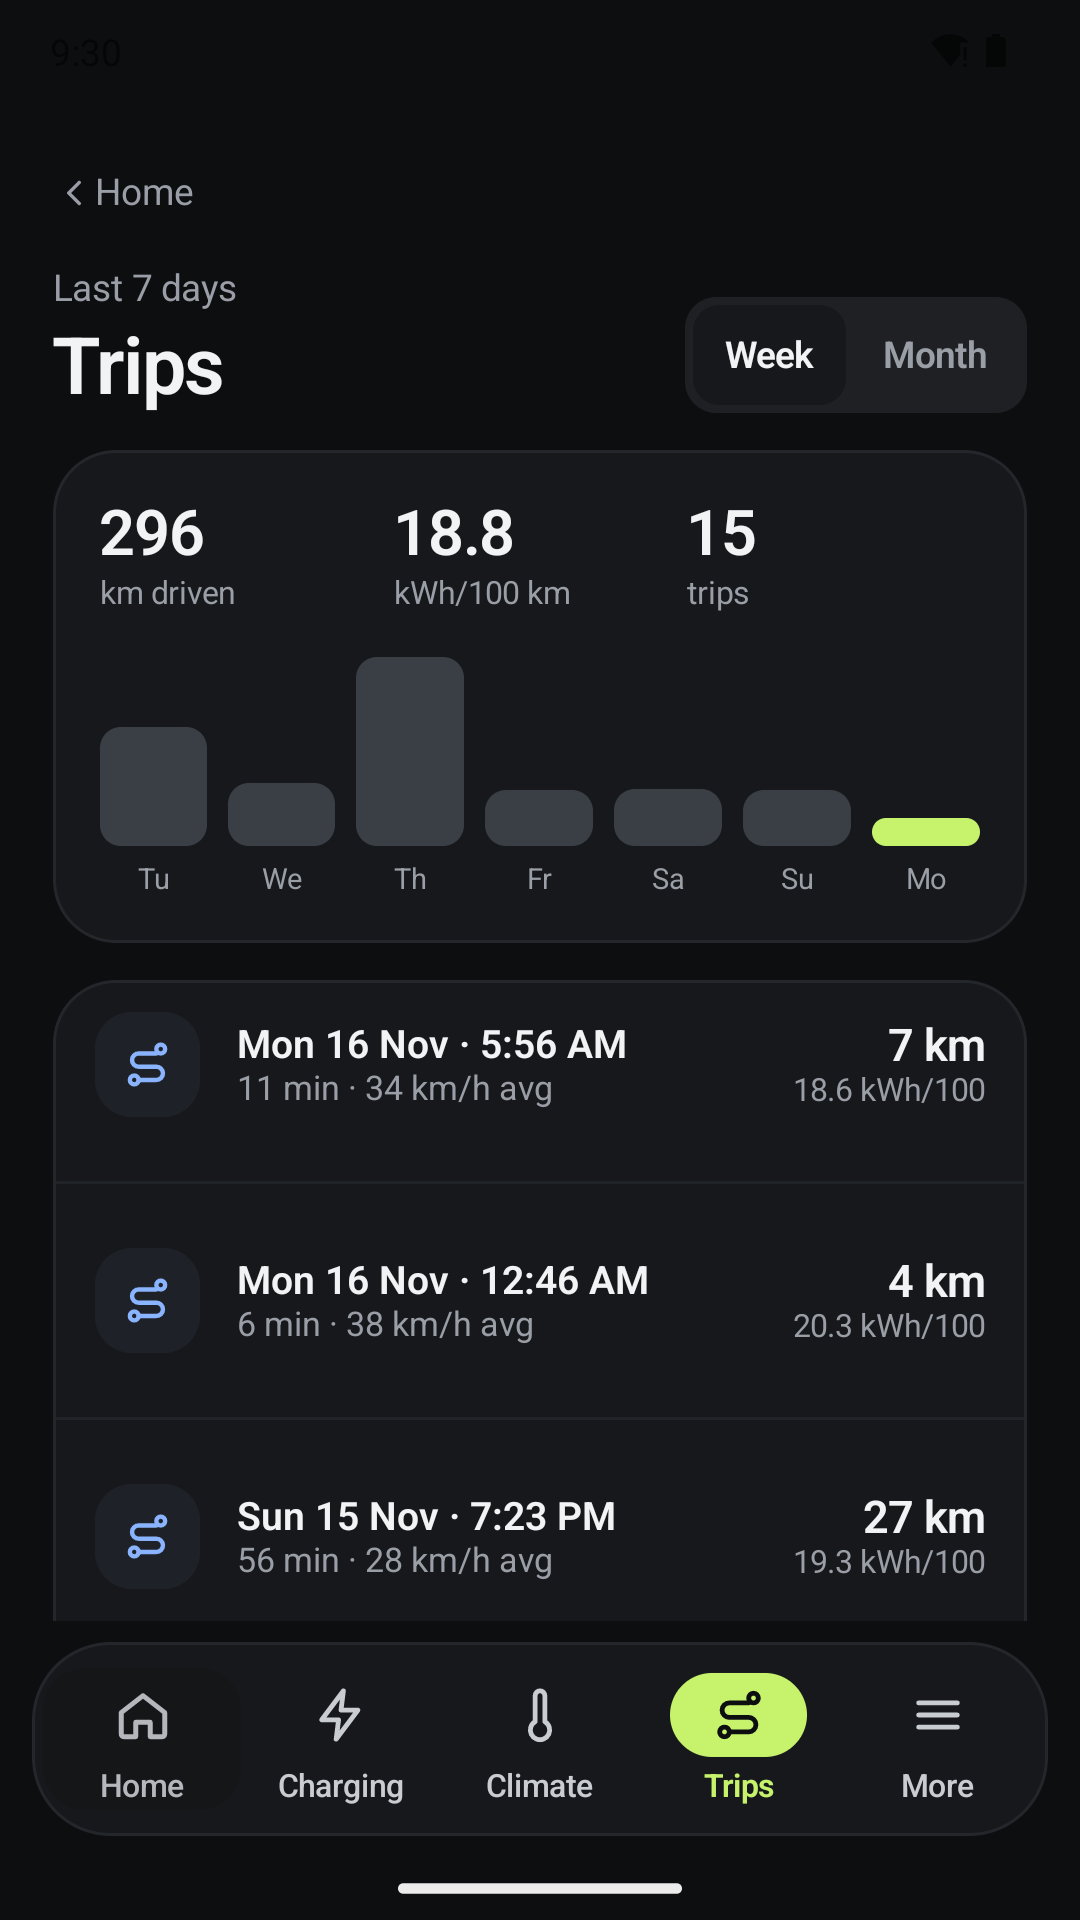 9:30
Home
Last 7 days
Trips
Week Month
296 18.8 15
km driven kWh/100 km trips
Tu We Th Fr Sa Su Mo
Mon 16 Nov · 5:56 AM 7 km
11 min · 34 km/h avg 18.6 kWh/100
Mon 16 Nov · 12:46 AM 4 km
6 min · 38 km/h avg 20.3 kWh/100
Sun 15 Nov · 7:23 PM 27 km
56 min · 28 km/h avg 19.3 kWh/100
Home Charging Climate Trips More